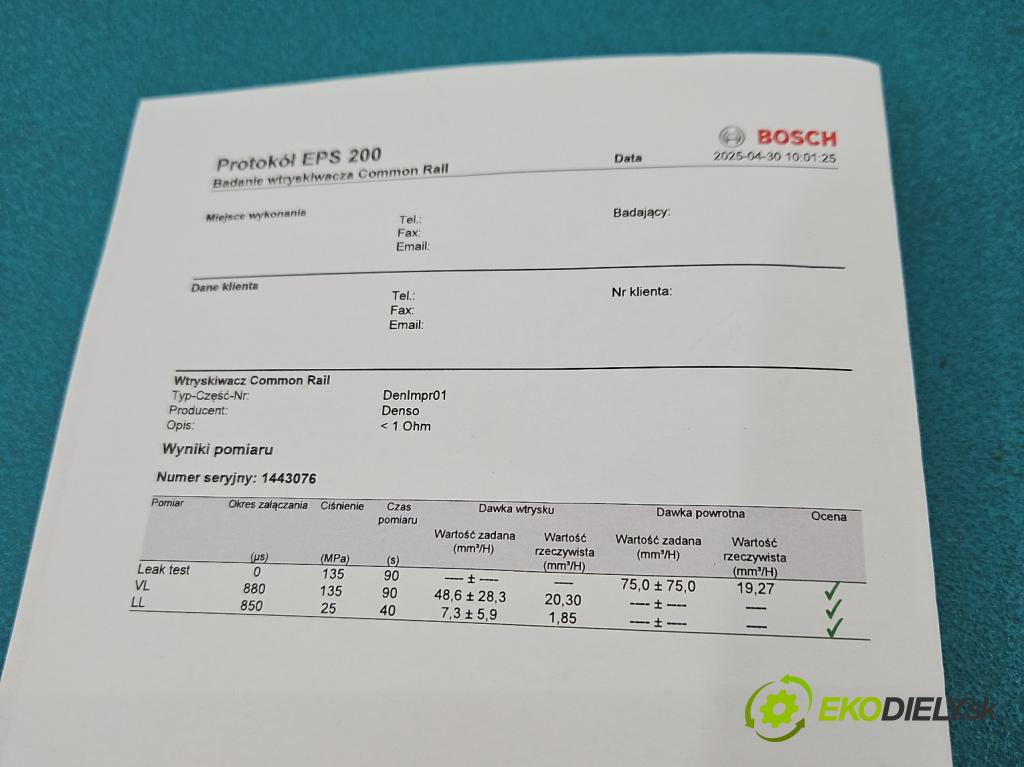 BOSCH
Protokół EPS 200
Data 2025-04-30 10:01:25
Badanie wtryskiwacza Common Rail
Miejsce wykonania Tel.: Badający:
Fax:
Email:
Dane klienta Tel.: Nr klienta:
Fax:
Email:
Wtryskiwacz Common Rail
Typ-Część-Nr: DenImpr01
Producent: Denso
Opis: < 1 Ohm
Wyniki pomiaru
Numer seryjny: 1443076
Pomiar Okres załączania Ciśnienie Czas pomiaru Dawka wtrysku Dawka powrotna Ocena
Wartość zadana (mm³/H) Wartość rzeczywista (mm³/H) Wartość zadana (mm³/H) Wartość rzeczywista (mm³/H)
(µs) (MPa) (s)
Leak test 0 135 90 ---- ± ---- ---- 75,0 ± 75,0 19,27 ✓
VL 880 135 90 48,6 ± 28,3 20,30 ---- ± ---- ---- ✓
LL 850 25 40 7,3 ± 5,9 1,85 ---- ± ---- ---- ✓
EKODIELY.sk